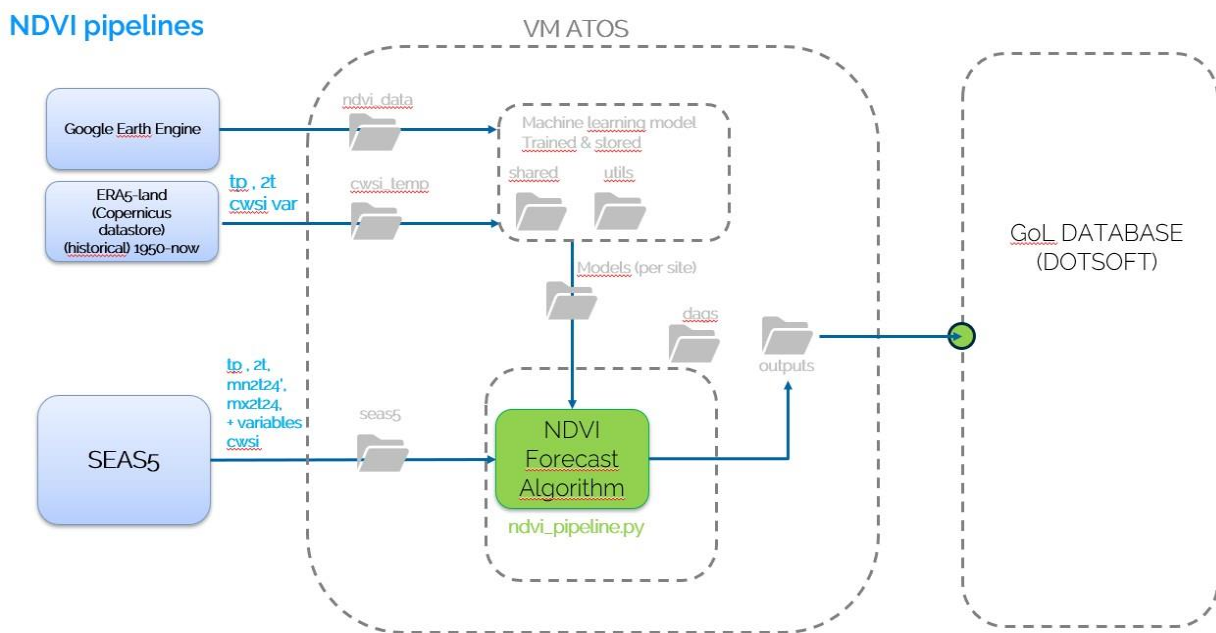 NDVI pipelines
VM ATOS
Google Earth Engine
ndvi_data
Machine learning model
Trained & stored
shared
utils
ERA5-land
(Copernicus
datastore)
(historical) 1950-now
tp , 2t
cwsi var
cwsi_temp
GoL DATABASE
(DOTSOFT)
Models (per site)
dags
outputs
SEAS5
tp , 2t,
mn2t24',
mx2t24,
+ variables
cwsi
seas5
NDVI
Forecast
Algorithm
ndvi_pipeline.py